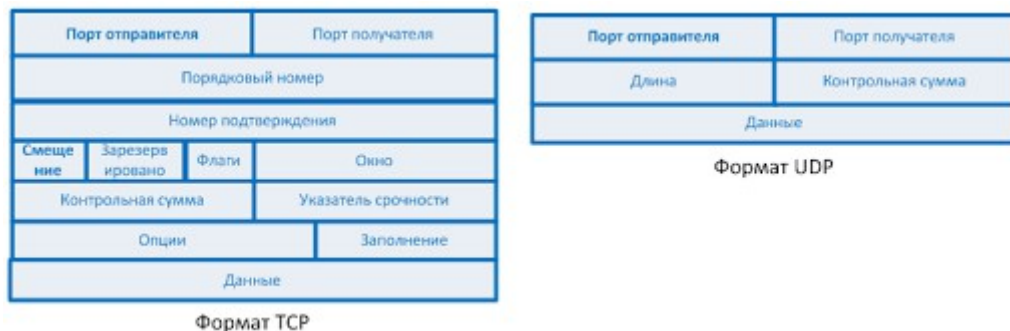 Порт отправителя Порт получателя
Порядковый номер
Номер подтверждения
Смеще
ние
Зарезерв
ировано
Флаги Окно
Контрольная сумма Указатель срочности
Опции Заполнение
Данные
Формат TCP
Порт отправителя Порт получателя
Длина Контрольная сумма
Данные
Формат UDP